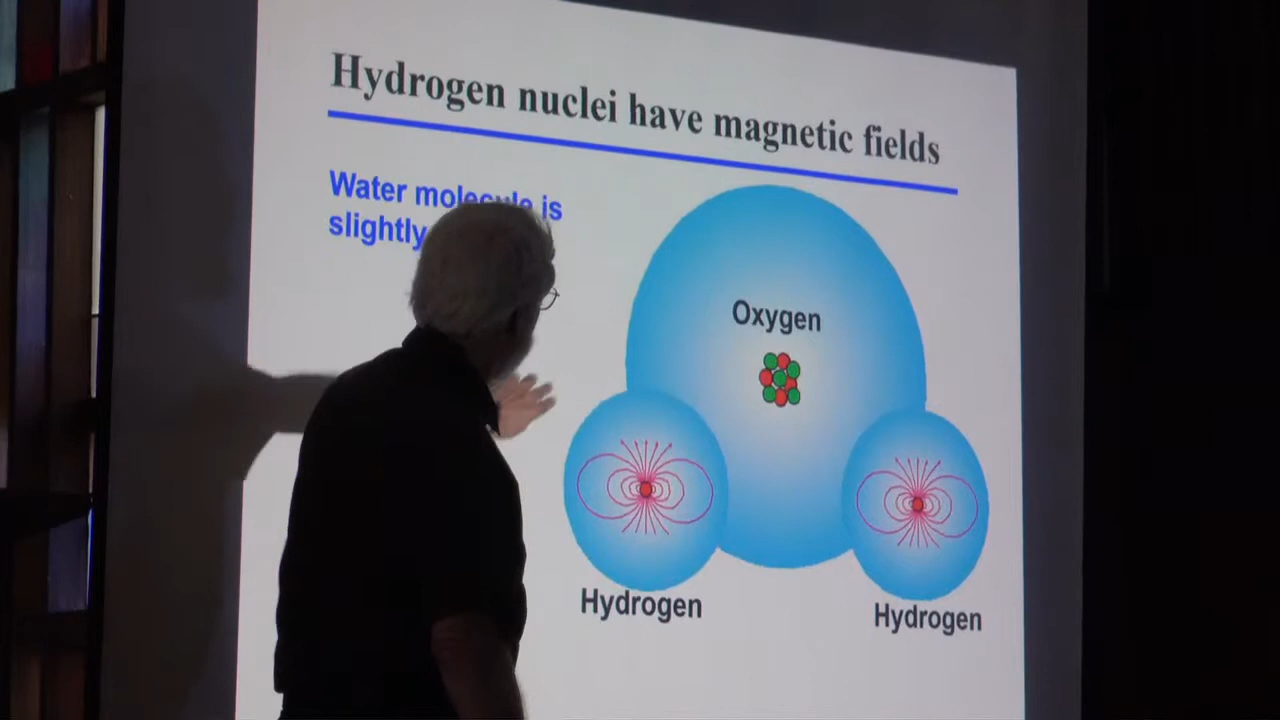 Hydrogen nuclei have magnetic fields
Water molecule is
slightly
Oxygen
Hydrogen
Hydrogen